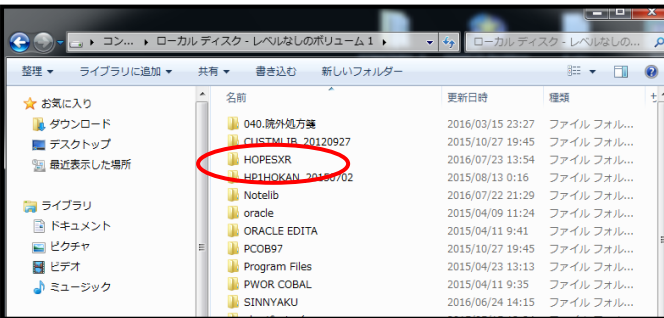 コン... ▸ ローカル ディスク - レベルなしのボリューム 1 ▸
ローカル ディスク - レベルなしの...
整理 ライブラリに追加 共有 書き込む 新しいフォルダー
お気に入り
ダウンロード
デスクトップ
最近表示した場所
ライブラリ
ドキュメント
ピクチャ
ビデオ
ミュージック
名前 更新日時 種類
040.院外処方箋 2016/03/15 23:27 ファイル フォル...
CUSTMLIB_20120927 2015/10/27 19:45 ファイル フォル...
HOPESXR 2016/07/23 13:54 ファイル フォル...
HP1HOKAN_20150702 2015/08/13 0:16 ファイル フォル...
Notelib 2016/07/22 21:29 ファイル フォル...
oracle 2015/04/09 11:24 ファイル フォル...
ORACLE EDITA 2015/04/11 9:41 ファイル フォル...
PCOB97 2015/10/27 19:45 ファイル フォル...
Program Files 2015/04/23 13:13 ファイル フォル...
PWOR COBAL 2015/04/11 9:35 ファイル フォル...
SINNYAKU 2016/06/24 14:15 ファイル フォル...